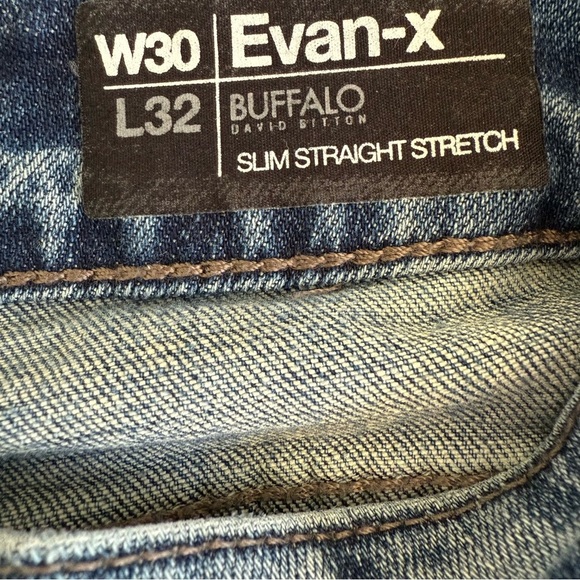 W30 Evan-x
L32 BUFFALO
DAVID BITTON
SLIM STRAIGHT STRETCH